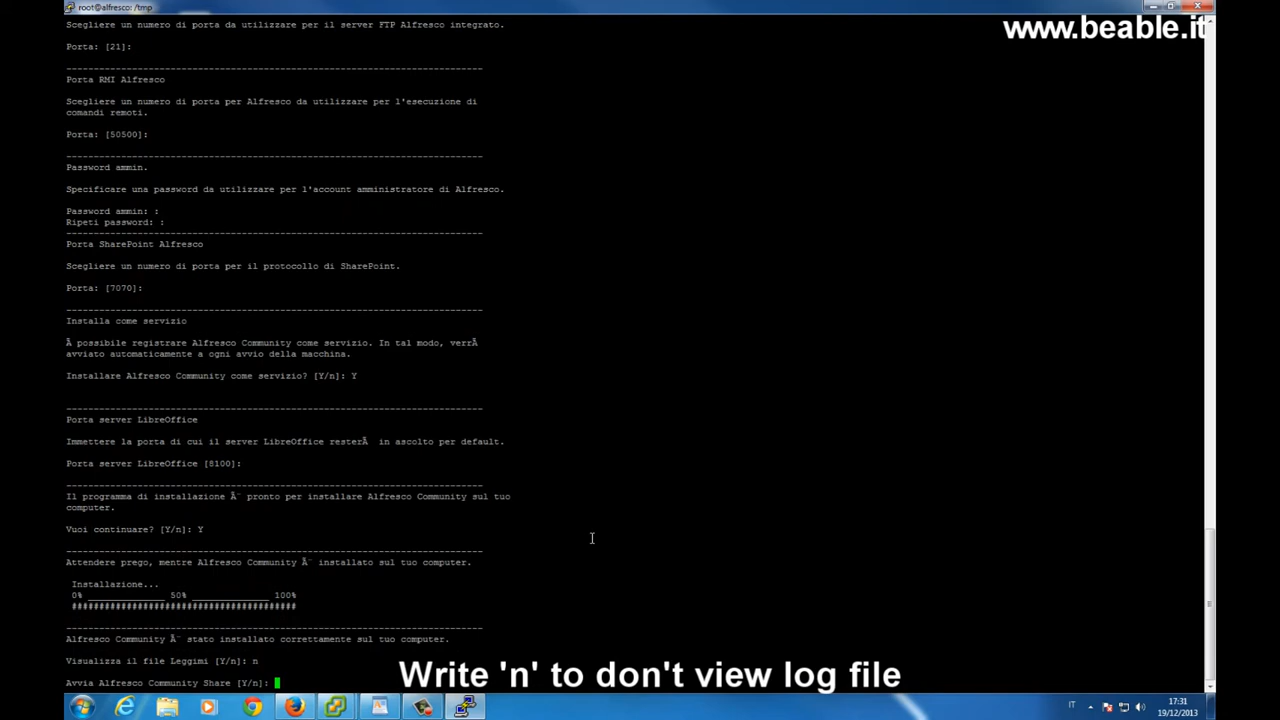 root@alfresco: /tmp
www.beable.it
Scegliere un numero di porta da utilizzare per il server FTP Alfresco integrato.
Porta: [21]:
Porta RMI Alfresco
Scegliere un numero di porta per Alfresco da utilizzare per l'esecuzione di
comandi remoti.
Porta: [50500]:
Password ammin.
Specificare una password da utilizzare per l'account amministratore di Alfresco.
Password ammin: :
Ripeti password: :
Porta SharePoint Alfresco
Scegliere un numero di porta per il protocollo di SharePoint.
Porta: [7070]:
Installa come servizio
Ã possibile registrare Alfresco Community come servizio. In tal modo, verrÃ
avviato automaticamente a ogni avvio della macchina.
Installare Alfresco Community come servizio? [Y/n]: Y
Porta server LibreOffice
Immettere la porta di cui il server LibreOffice resterÃ  in ascolto per default.
Porta server LibreOffice [8100]:
Il programma di installazione Ã¨ pronto per installare Alfresco Community sul tuo
computer.
Vuoi continuare? [Y/n]: Y
Attendere prego, mentre Alfresco Community Ã¨ installato sul tuo computer.
Installazione...
0% ______________ 50% ______________ 100%
#########################################
Alfresco Community Ã¨ stato installato correttamente sul tuo computer.
Visualizza il file Leggimi [Y/n]: n
Avvia Alfresco Community Share [Y/n]:
Write 'n' to don't view log file
IT
17:31
19/12/2013